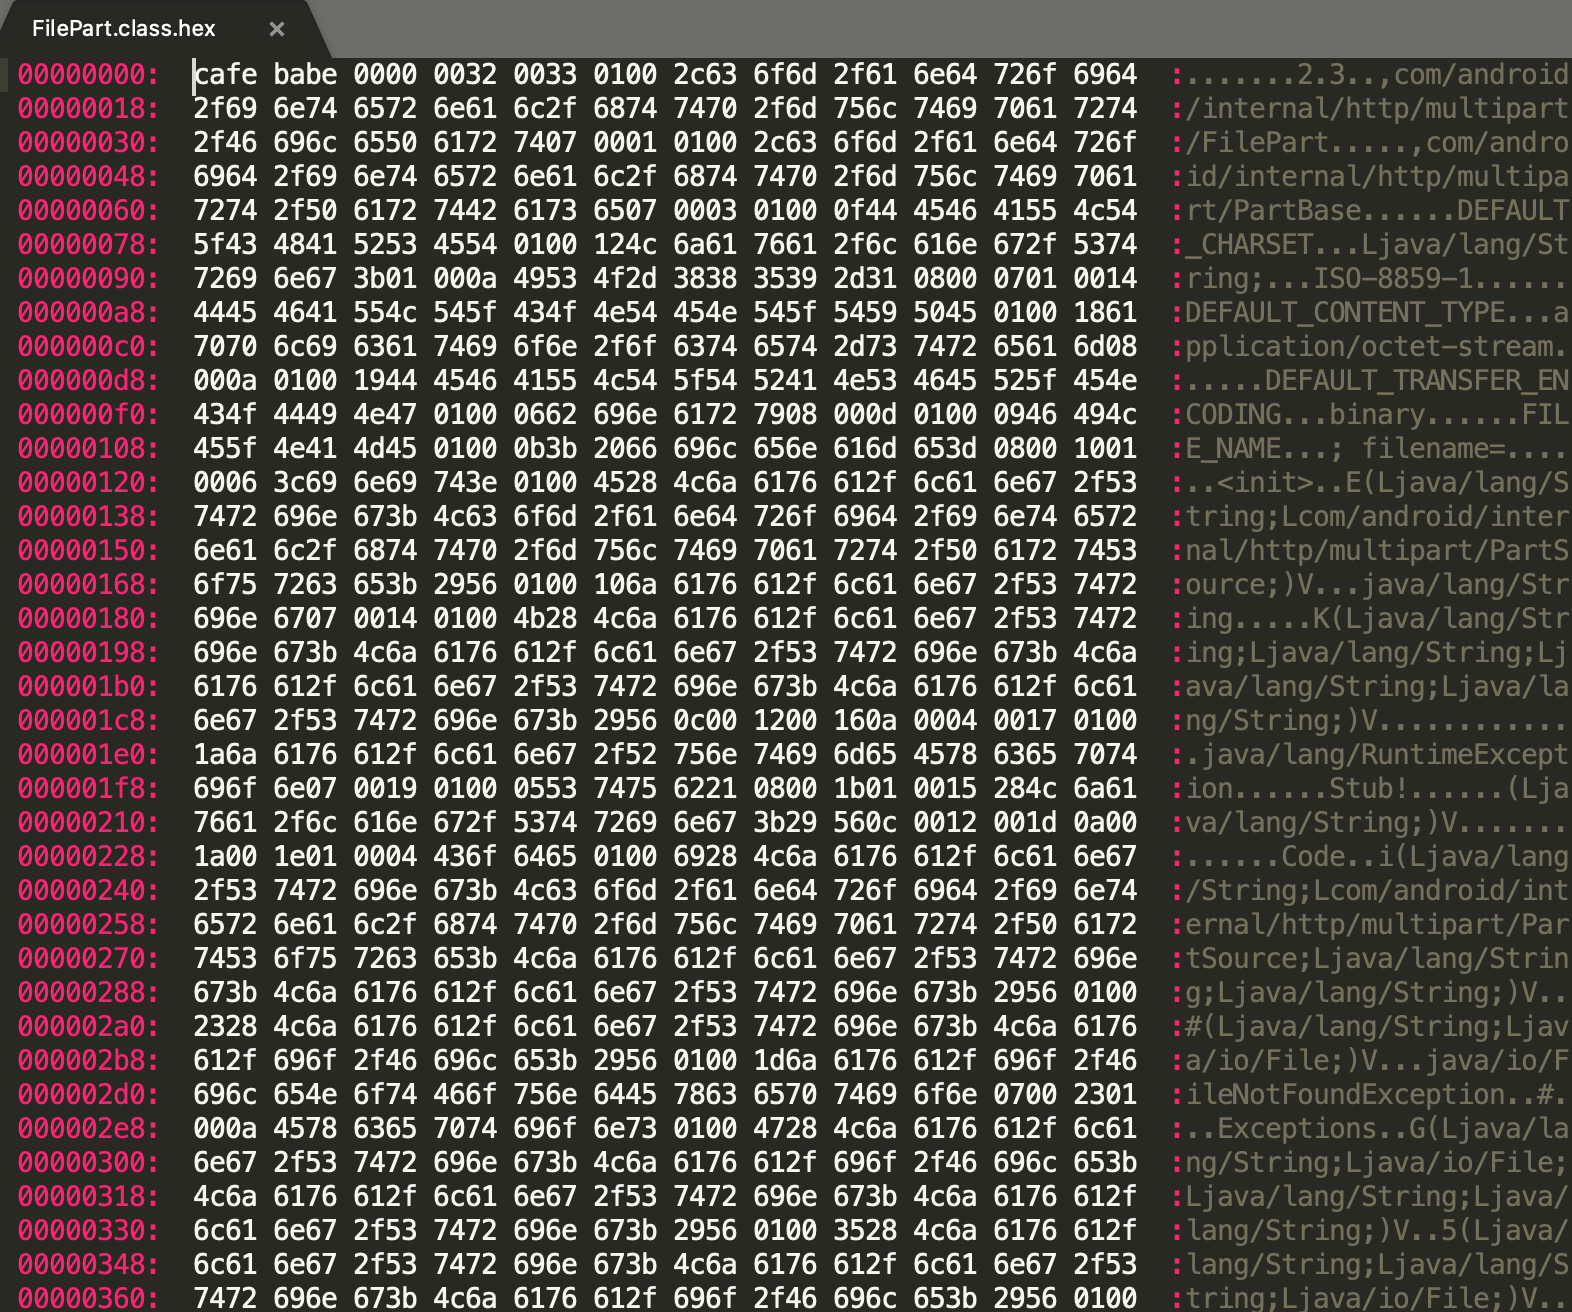 FilePart.class.hex ×
00000000: cafe babe 0000 0032 0033 0100 2c63 6f6d 2f61 6e64 726f 6964 :.......2.3..,com/android
00000018: 2f69 6e74 6572 6e61 6c2f 6874 7470 2f6d 756c 7469 7061 7274 :/internal/http/multipart
00000030: 2f46 696c 6550 6172 7407 0001 0100 2c63 6f6d 2f61 6e64 726f :/FilePart.....,com/andro
00000048: 6964 2f69 6e74 6572 6e61 6c2f 6874 7470 2f6d 756c 7469 7061 :id/internal/http/multipa
00000060: 7274 2f50 6172 7442 6173 6507 0003 0100 0f44 4546 4155 4c54 :rt/PartBase......DEFAULT
00000078: 5f43 4841 5253 4554 0100 124c 6a61 7661 2f6c 616e 672f 5374 :_CHARSET...Ljava/lang/St
00000090: 7269 6e67 3b01 000a 4953 4f2d 3838 3539 2d31 0800 0701 0014 :ring;...ISO-8859-1......
000000a8: 4445 4641 554c 545f 434f 4e54 454e 545f 5459 5045 0100 1861 :DEFAULT_CONTENT_TYPE...a
000000c0: 7070 6c69 6361 7469 6f6e 2f6f 6374 6574 2d73 7472 6561 6d08 :pplication/octet-stream.
000000d8: 000a 0100 1944 4546 4155 4c54 5f54 5241 4e53 4645 525f 454e :.....DEFAULT_TRANSFER_EN
000000f0: 434f 4449 4e47 0100 0662 696e 6172 7908 000d 0100 0946 494c :CODING...binary......FIL
00000108: 455f 4e41 4d45 0100 0b3b 2066 696c 656e 616d 653d 0800 1001 :E_NAME...; filename=....
00000120: 0006 3c69 6e69 743e 0100 4528 4c6a 6176 612f 6c61 6e67 2f53 :..<init>..E(Ljava/lang/S
00000138: 7472 696e 673b 4c63 6f6d 2f61 6e64 726f 6964 2f69 6e74 6572 :tring;Lcom/android/inter
00000150: 6e61 6c2f 6874 7470 2f6d 756c 7469 7061 7274 2f50 6172 7453 :nal/http/multipart/PartS
00000168: 6f75 7263 653b 2956 0100 106a 6176 612f 6c61 6e67 2f53 7472 :ource;)V...java/lang/Str
00000180: 696e 6707 0014 0100 4b28 4c6a 6176 612f 6c61 6e67 2f53 7472 :ing.....K(Ljava/lang/Str
00000198: 696e 673b 4c6a 6176 612f 6c61 6e67 2f53 7472 696e 673b 4c6a :ing;Ljava/lang/String;Lj
000001b0: 6176 612f 6c61 6e67 2f53 7472 696e 673b 4c6a 6176 612f 6c61 :ava/lang/String;Ljava/la
000001c8: 6e67 2f53 7472 696e 673b 2956 0c00 1200 160a 0004 0017 0100 :ng/String;)V............
000001e0: 1a6a 6176 612f 6c61 6e67 2f52 756e 7469 6d65 4578 6365 7074 :.java/lang/RuntimeExcept
000001f8: 696f 6e07 0019 0100 0553 7475 6221 0800 1b01 0015 284c 6a61 :ion......Stub!......(Lja
00000210: 7661 2f6c 616e 672f 5374 7269 6e67 3b29 560c 0012 001d 0a00 :va/lang/String;)V.......
00000228: 1a00 1e01 0004 436f 6465 0100 6928 4c6a 6176 612f 6c61 6e67 :......Code..i(Ljava/lang
00000240: 2f53 7472 696e 673b 4c63 6f6d 2f61 6e64 726f 6964 2f69 6e74 :/String;Lcom/android/int
00000258: 6572 6e61 6c2f 6874 7470 2f6d 756c 7469 7061 7274 2f50 6172 :ernal/http/multipart/Par
00000270: 7453 6f75 7263 653b 4c6a 6176 612f 6c61 6e67 2f53 7472 696e :tSource;Ljava/lang/Strin
00000288: 673b 4c6a 6176 612f 6c61 6e67 2f53 7472 696e 673b 2956 0100 :g;Ljava/lang/String;)V..
000002a0: 2328 4c6a 6176 612f 6c61 6e67 2f53 7472 696e 673b 4c6a 6176 :#(Ljava/lang/String;Ljav
000002b8: 612f 696f 2f46 696c 653b 2956 0100 1d6a 6176 612f 696f 2f46 :a/io/File;)V...java/io/F
000002d0: 696c 654e 6f74 466f 756e 6445 7863 6570 7469 6f6e 0700 2301 :ileNotFoundException..#.
000002e8: 000a 4578 6365 7074 696f 6e73 0100 4728 4c6a 6176 612f 6c61 :..Exceptions..G(Ljava/la
00000300: 6e67 2f53 7472 696e 673b 4c6a 6176 612f 696f 2f46 696c 653b :ng/String;Ljava/io/File;
00000318: 4c6a 6176 612f 6c61 6e67 2f53 7472 696e 673b 4c6a 6176 612f :Ljava/lang/String;Ljava/
00000330: 6c61 6e67 2f53 7472 696e 673b 2956 0100 3528 4c6a 6176 612f :lang/String;)V..5(Ljava/
00000348: 6c61 6e67 2f53 7472 696e 673b 4c6a 6176 612f 6c61 6e67 2f53 :lang/String;Ljava/lang/S
00000360: 7472 696e 673b 4c6a 6176 612f 696f 2f46 696c 653b 2956 0100 :tring;Ljava/io/File;)V..